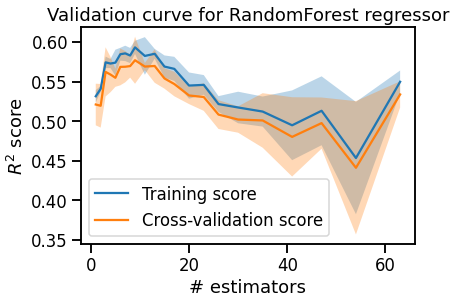 Validation curve for RandomForest regressor
0.60
0.55
0.50
0.45
0.40
0.35
R² score
Training score
Cross-validation score
0
20
40
60
# estimators